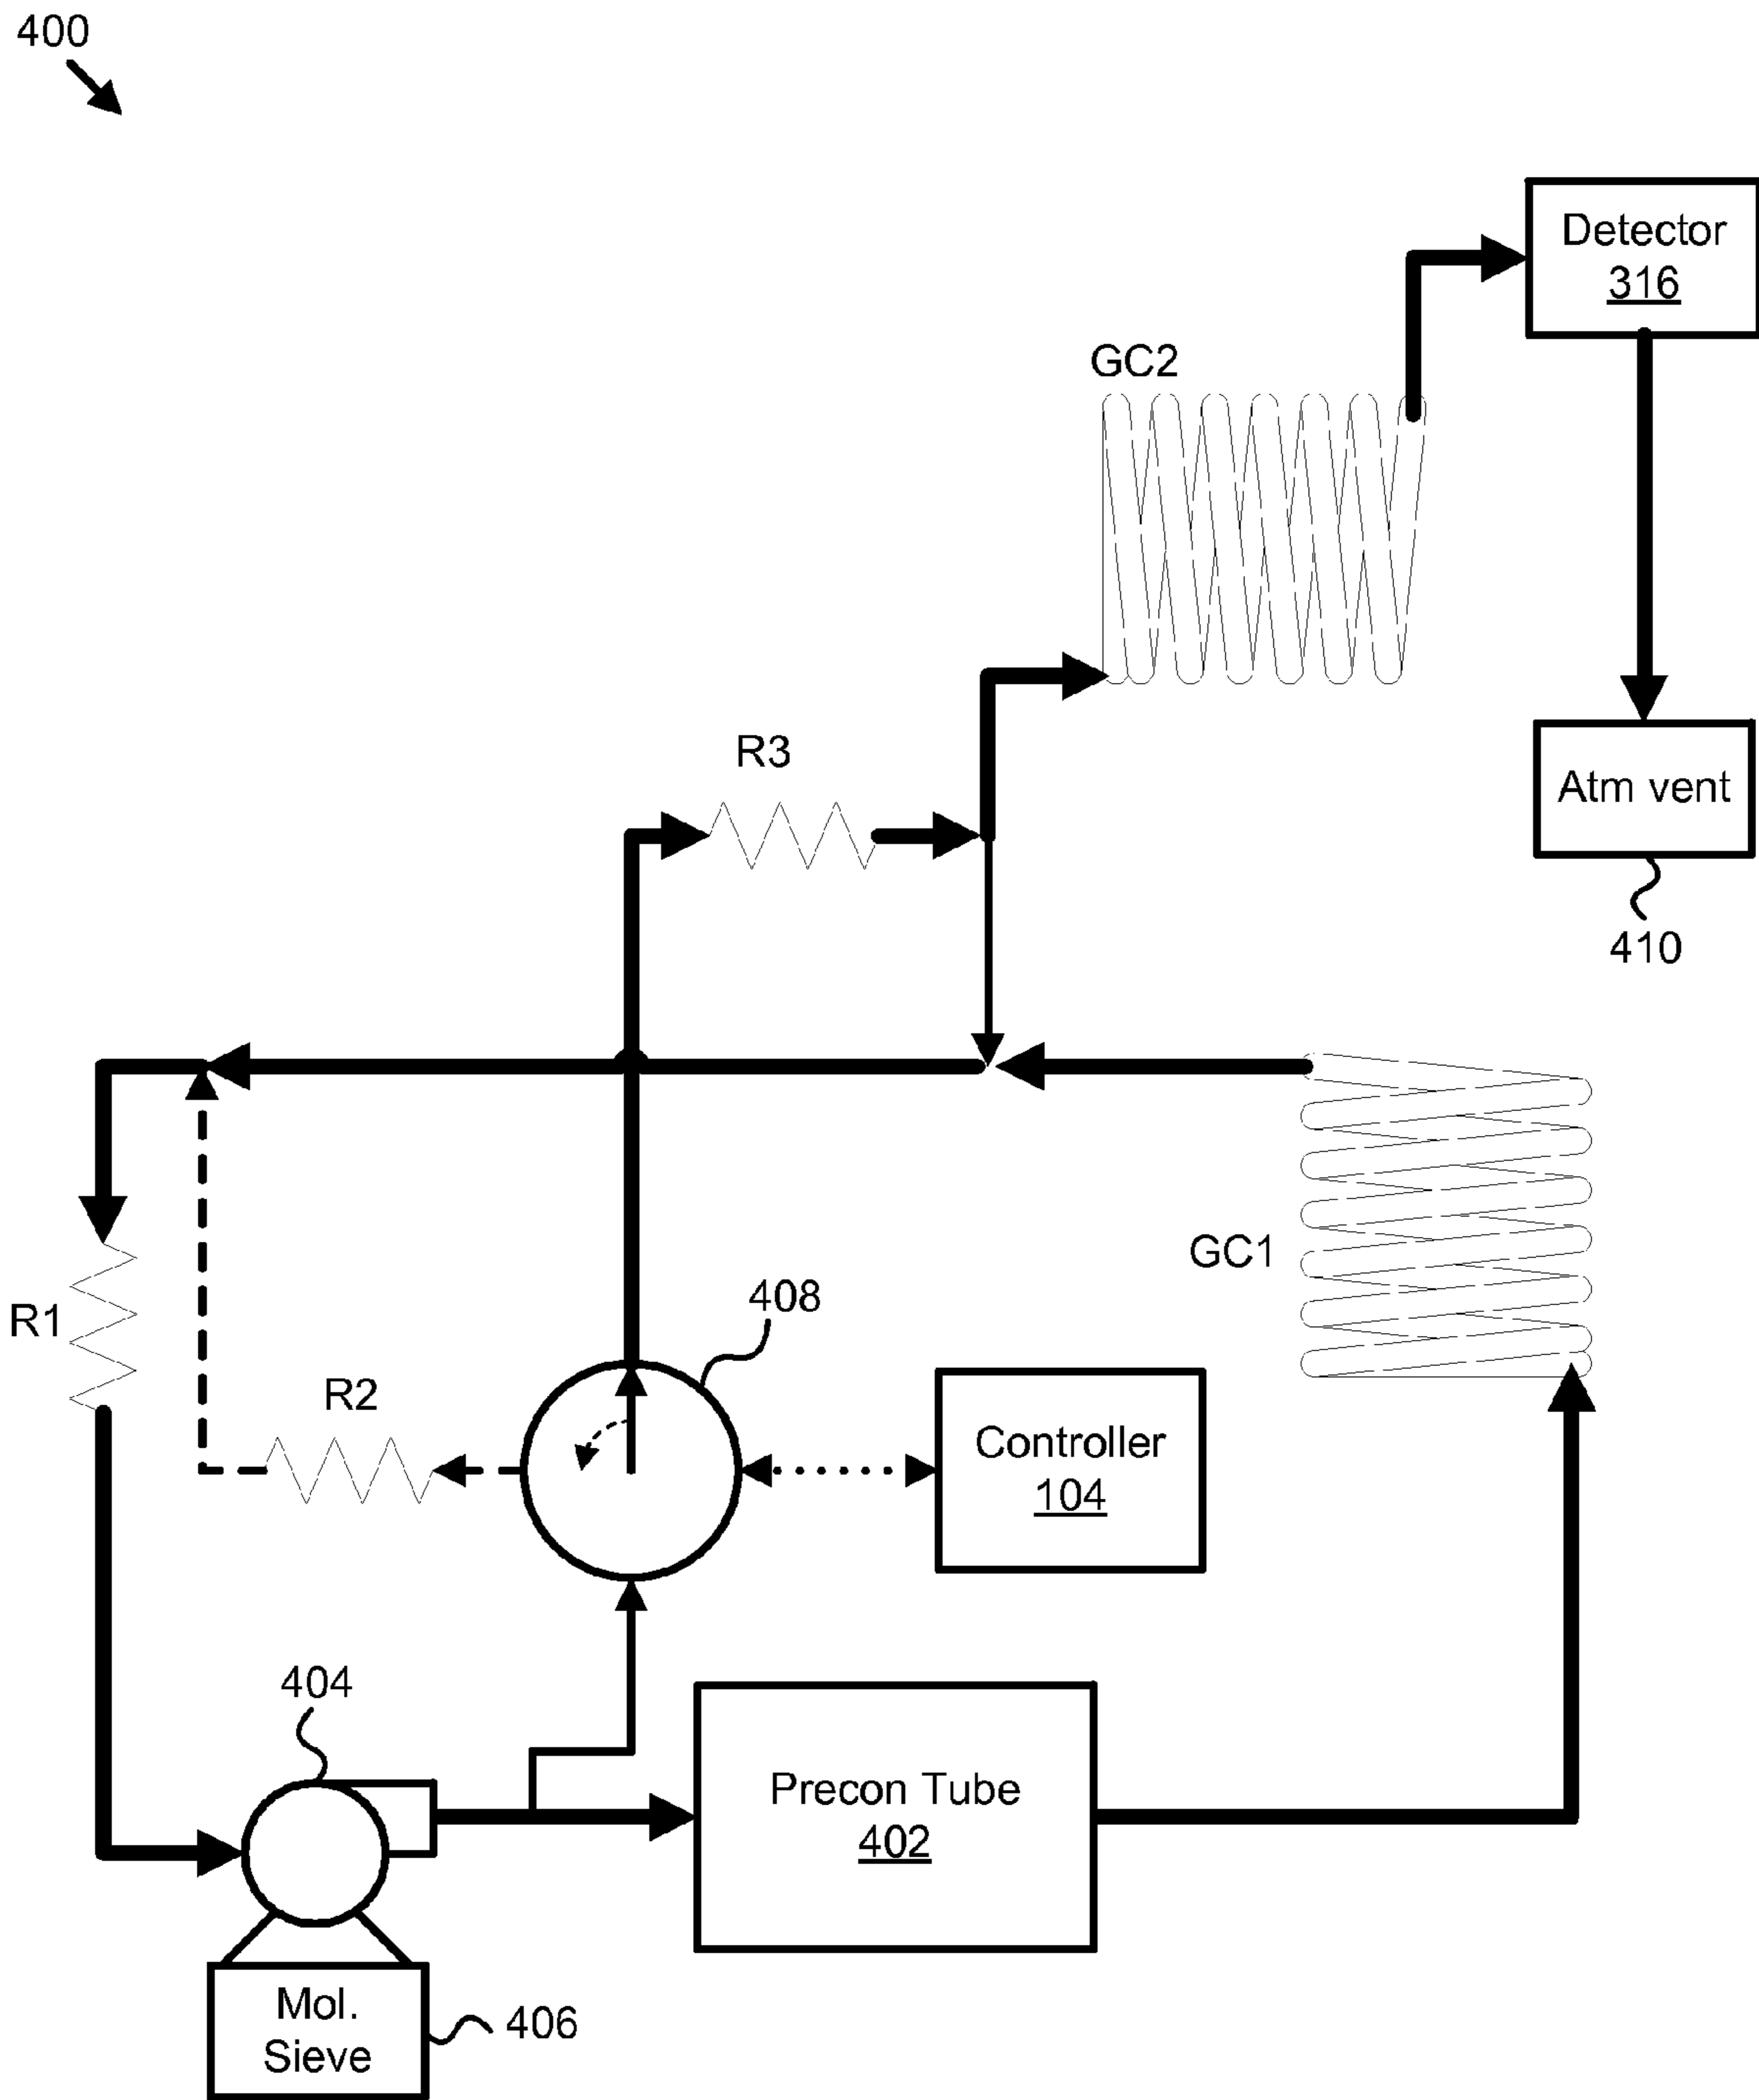 400
Detector
316
GC2
R3
Atm vent
410
GC1
408
R1
R2
Controller
104
404
Precon Tube
402
Mol.
Sieve
406